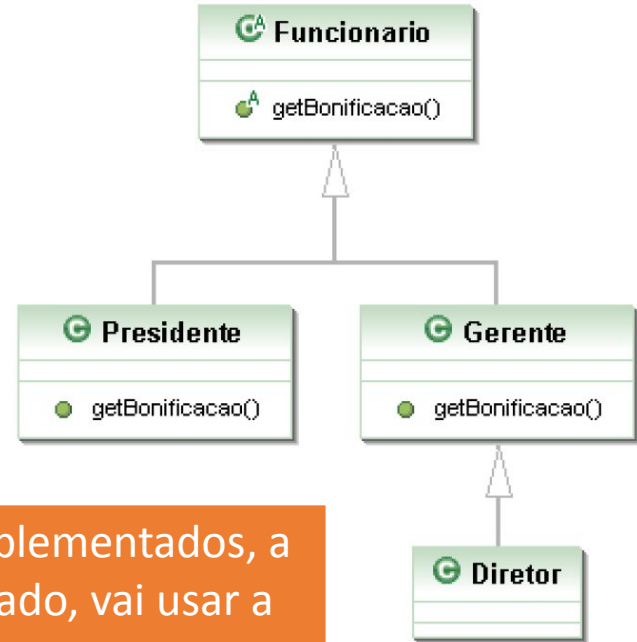 Funcionario
getBonificacao()
Presidente
Gerente
getBonificacao()
getBonificacao()
plementados, a
ado, vai usar a
Diretor